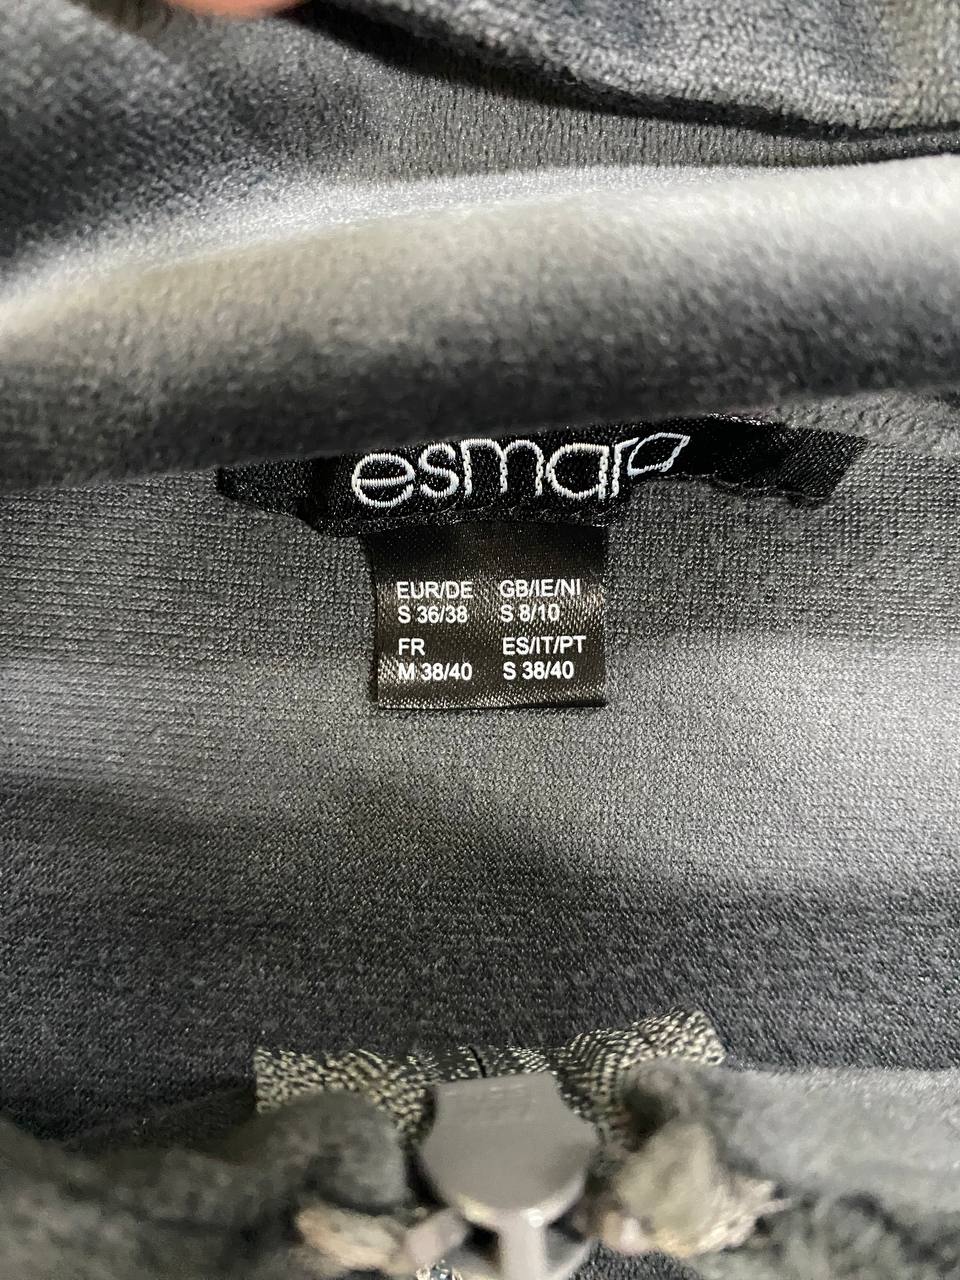 esmara
EUR/DE GB/IE/NI
S 36/38 S 8/10
FR ES/IT/PT
M 38/40 S 38/40